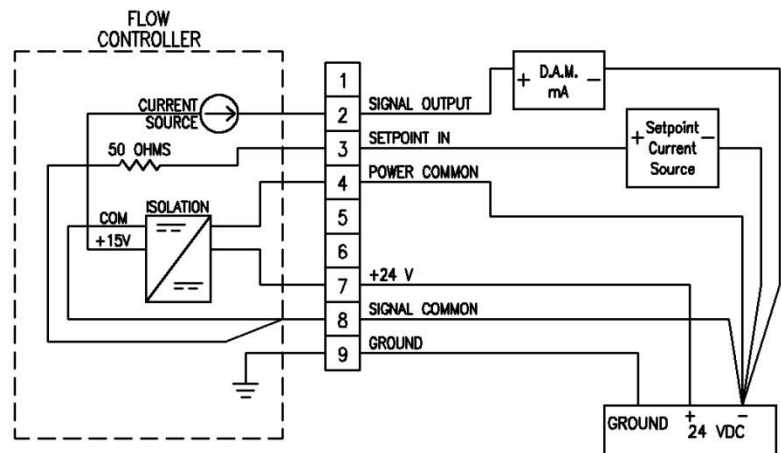 FLOW
CONTROLLER
CURRENT
SOURCE
50 OHMS
COM
+15V
ISOLATION
1
2
3
4
5
6
7
8
9
SIGNAL OUTPUT
SETPOINT IN
POWER COMMON
+24 V
SIGNAL COMMON
GROUND
+ D.A.M. −
mA
+ Setpoint −
Current
Source
GROUND + −
24 VDC